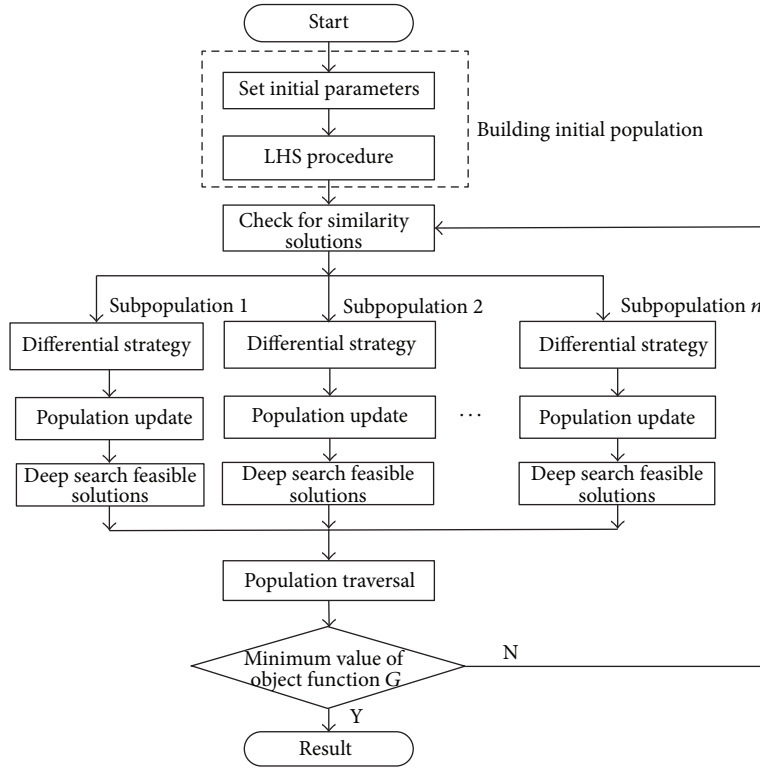 Start
Set initial parameters
LHS procedure
Building initial population
Check for similarity
solutions
Subpopulation 1
Subpopulation 2
Subpopulation n
Differential strategy
Differential strategy
Differential strategy
Population update
Population update
...
Population update
Deep search feasible
solutions
Deep search feasible
solutions
Deep search feasible
solutions
Population traversal
Minimum value of
object function G
N
Y
Result